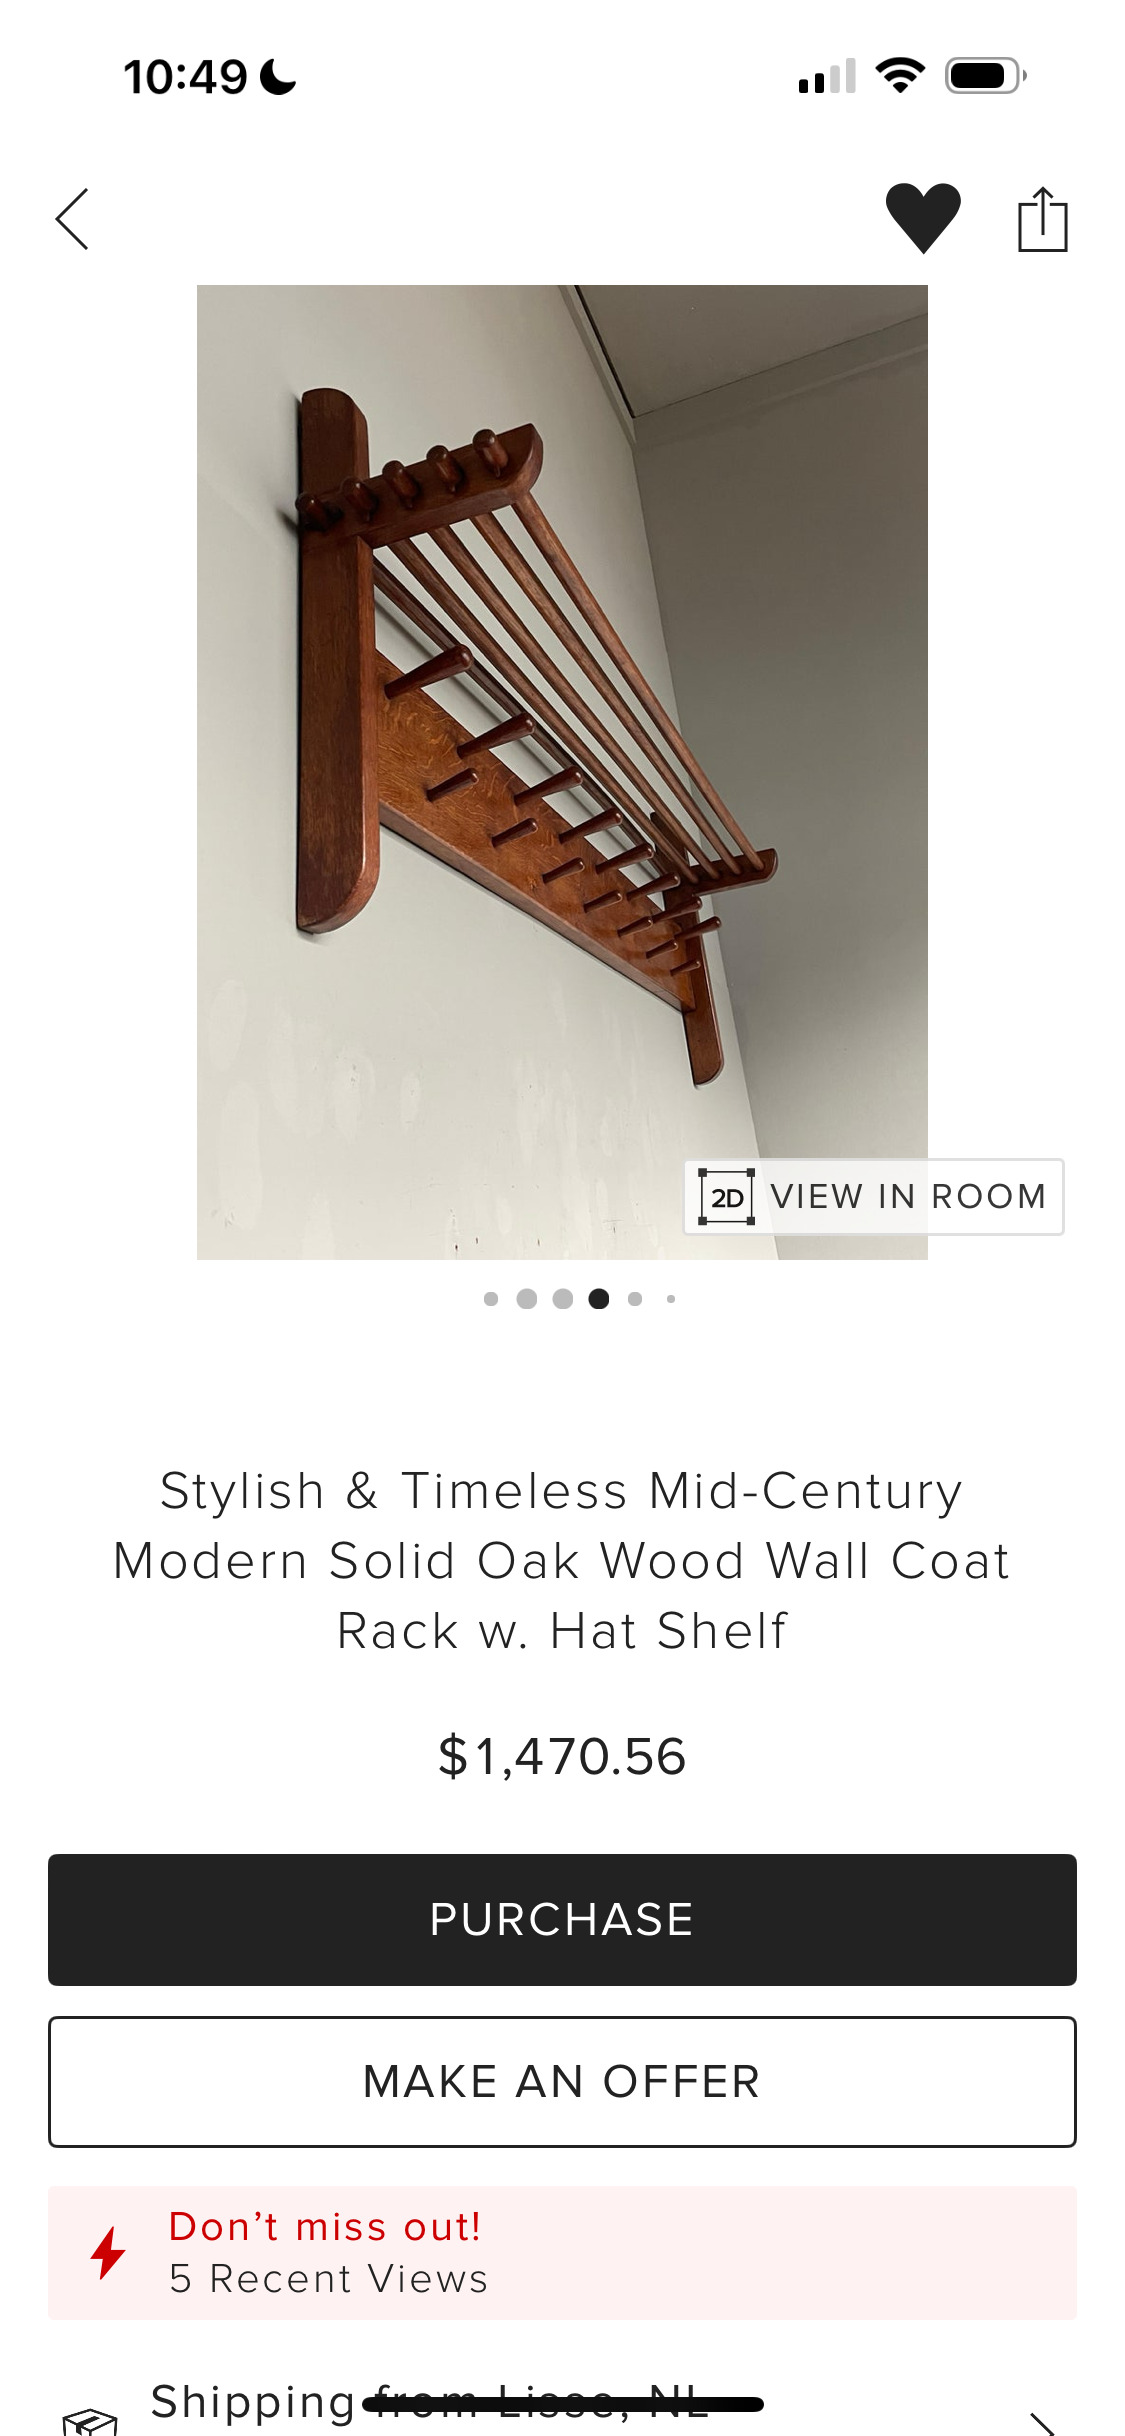 10:49
2D VIEW IN ROOM
Stylish & Timeless Mid-Century
Modern Solid Oak Wood Wall Coat
Rack w. Hat Shelf
$1,470.56
PURCHASE
MAKE AN OFFER
Don’t miss out!
5 Recent Views
Shipping from Lisse, NL